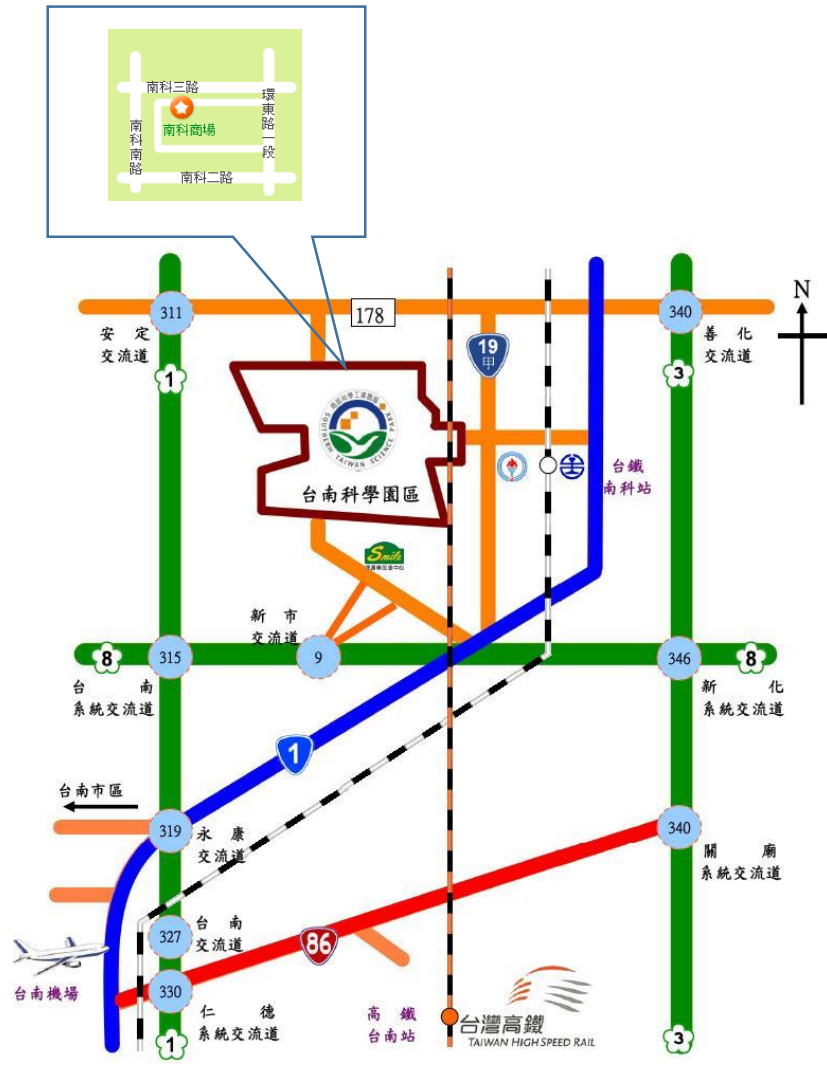 南科三路
環東路一段
南科商場
南科南路
南科二路
N
311
178
340
安定
交流道
19
甲
善化
交流道
1
3
SOUTHERN TAIWAN SCIENCE PARK
台鐵
南科站
台南科學園區
Smile
新市
交流道
8
315
9
346
8
台南
系統交流道
新化
系統交流道
1
台南市區
319
永康
交流道
340
關廟
系統交流道
327
台南
交流道
86
台南機場
330
仁德
系統交流道
高鐵
台南站
台灣高鐵
TAIWAN HIGH SPEED RAIL
1
3